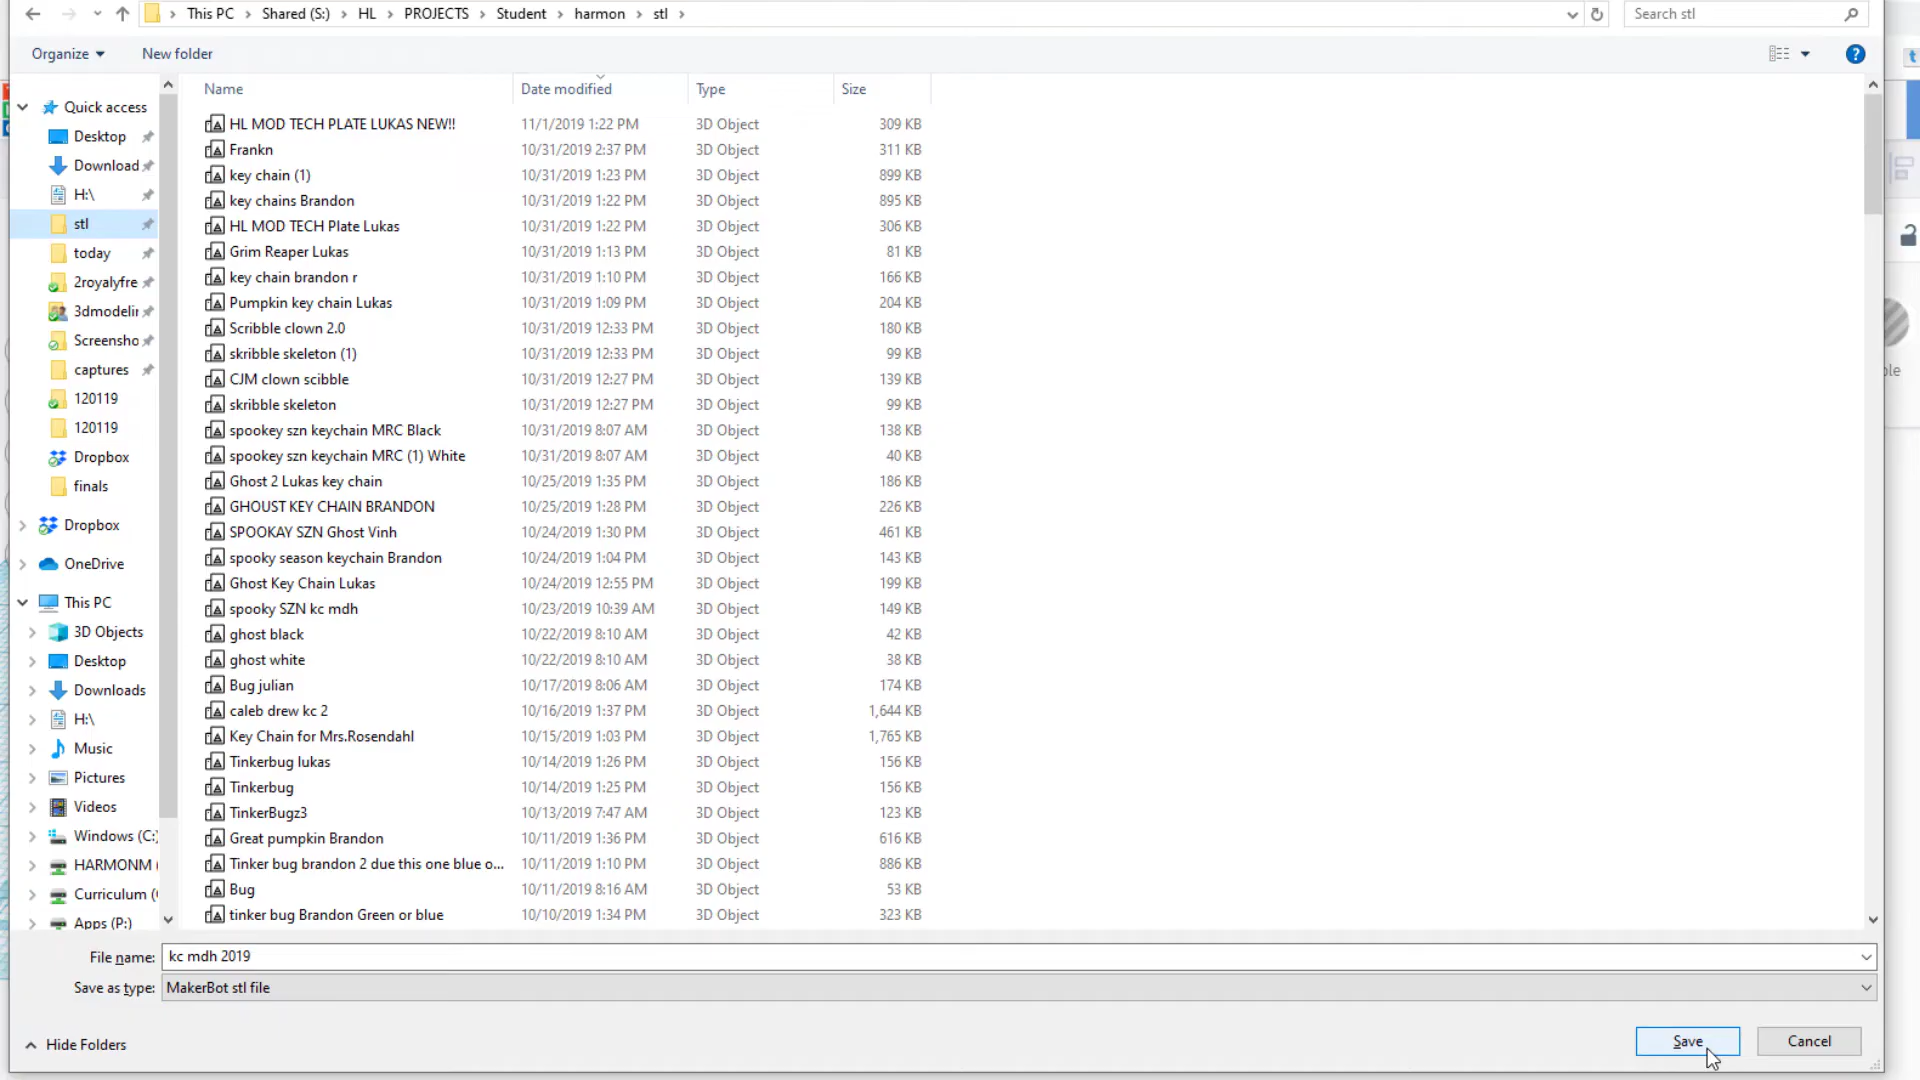 This PC > Shared (S:) > HL > PROJECTS > Student > harmon > stl >
Search stl
Organize
New folder
Name
Date modified
Type
Size
HL MOD TECH PLATE LUKAS NEW!! 11/1/2019 1:22 PM 3D Object 309 KB
Frankn 10/31/2019 2:37 PM 3D Object 311 KB
key chain (1) 10/31/2019 1:23 PM 3D Object 899 KB
key chains Brandon 10/31/2019 1:22 PM 3D Object 895 KB
HL MOD TECH Plate Lukas 10/31/2019 1:22 PM 3D Object 306 KB
Grim Reaper Lukas 10/31/2019 1:13 PM 3D Object 81 KB
key chain brandon r 10/31/2019 1:10 PM 3D Object 166 KB
Pumpkin key chain Lukas 10/31/2019 1:09 PM 3D Object 204 KB
Scribble clown 2.0 10/31/2019 12:33 PM 3D Object 180 KB
skribble skeleton (1) 10/31/2019 12:33 PM 3D Object 99 KB
CJM clown scibble 10/31/2019 12:27 PM 3D Object 139 KB
skribble skeleton 10/31/2019 12:27 PM 3D Object 99 KB
spookey szn keychain MRC Black 10/31/2019 8:07 AM 3D Object 138 KB
spookey szn keychain MRC (1) White 10/31/2019 8:07 AM 3D Object 40 KB
Ghost 2 Lukas key chain 10/25/2019 1:35 PM 3D Object 186 KB
GHOUST KEY CHAIN BRANDON 10/25/2019 1:28 PM 3D Object 226 KB
SPOOKAY SZN Ghost Vinh 10/24/2019 1:30 PM 3D Object 461 KB
spooky season keychain Brandon 10/24/2019 1:04 PM 3D Object 143 KB
Ghost Key Chain Lukas 10/24/2019 12:55 PM 3D Object 199 KB
spooky SZN kc mdh 10/23/2019 10:39 AM 3D Object 149 KB
ghost black 10/22/2019 8:10 AM 3D Object 42 KB
ghost white 10/22/2019 8:10 AM 3D Object 38 KB
Bug julian 10/17/2019 8:06 AM 3D Object 174 KB
caleb drew kc 2 10/16/2019 1:37 PM 3D Object 1,644 KB
Key Chain for Mrs.Rosendahl 10/15/2019 1:03 PM 3D Object 1,765 KB
Tinkerbug lukas 10/14/2019 1:26 PM 3D Object 156 KB
Tinkerbug 10/14/2019 1:25 PM 3D Object 156 KB
TinkerBugz3 10/13/2019 7:47 AM 3D Object 123 KB
Great pumpkin Brandon 10/11/2019 1:36 PM 3D Object 616 KB
Tinker bug brandon 2 due this one blue o... 10/11/2019 1:10 PM 3D Object 886 KB
Bug 10/11/2019 8:16 AM 3D Object 53 KB
tinker bug Brandon Green or blue 10/10/2019 1:34 PM 3D Object 323 KB
Quick access
Desktop
Download
H:\
stl
today
2royalyfre
3dmodelir
Screensho
captures
120119
120119
Dropbox
finals
Dropbox
OneDrive
This PC
3D Objects
Desktop
Downloads
H:\
Music
Pictures
Videos
Windows (C:)
HARMONM (
Curriculum (
Apps (P:)
File name: kc mdh 2019
Save as type: MakerBot stl file
Hide Folders
Save
Cancel